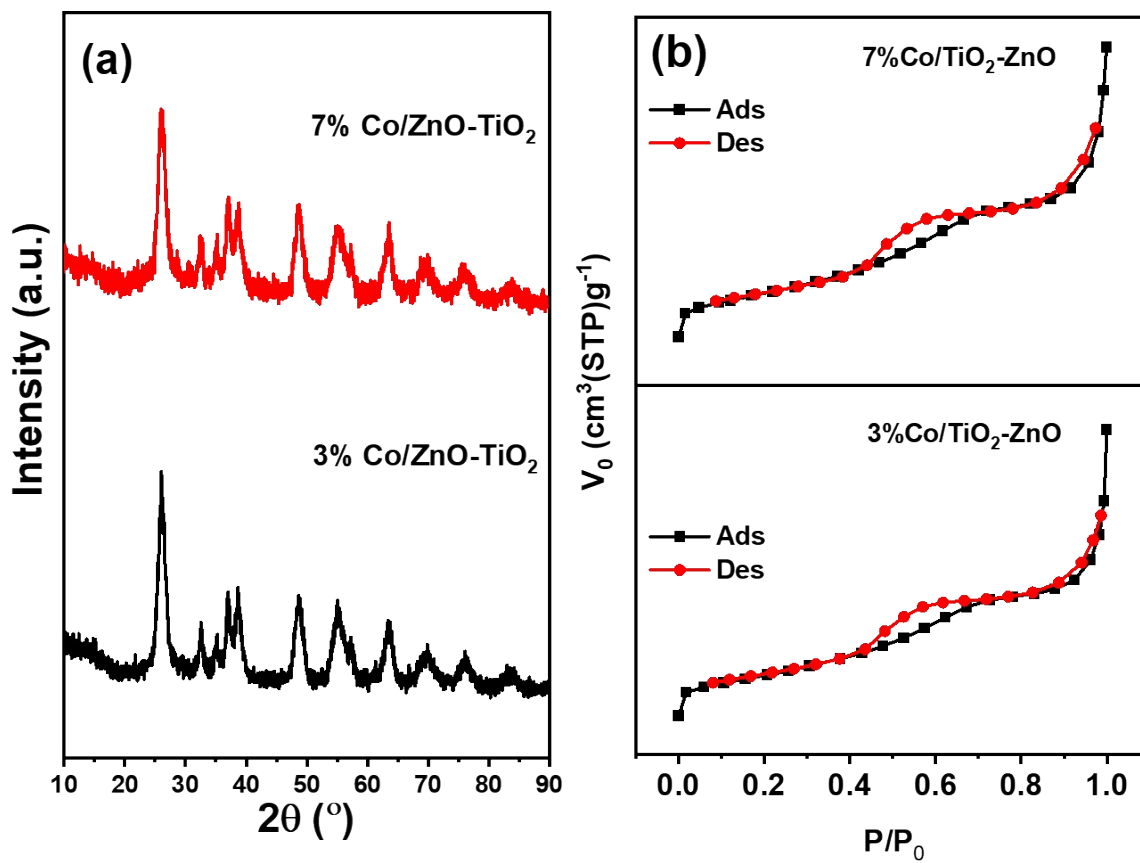 (a)
7% Co/ZnO-TiO₂
3% Co/ZnO-TiO₂
Intensity (a.u.)
10 20 30 40 50 60 70 80 90
2θ (°)
(b)
7%Co/TiO₂-ZnO
Ads
Des
3%Co/TiO₂-ZnO
Ads
Des
V₀ (cm³(STP)g⁻¹
0.0 0.2 0.4 0.6 0.8 1.0
P/P₀